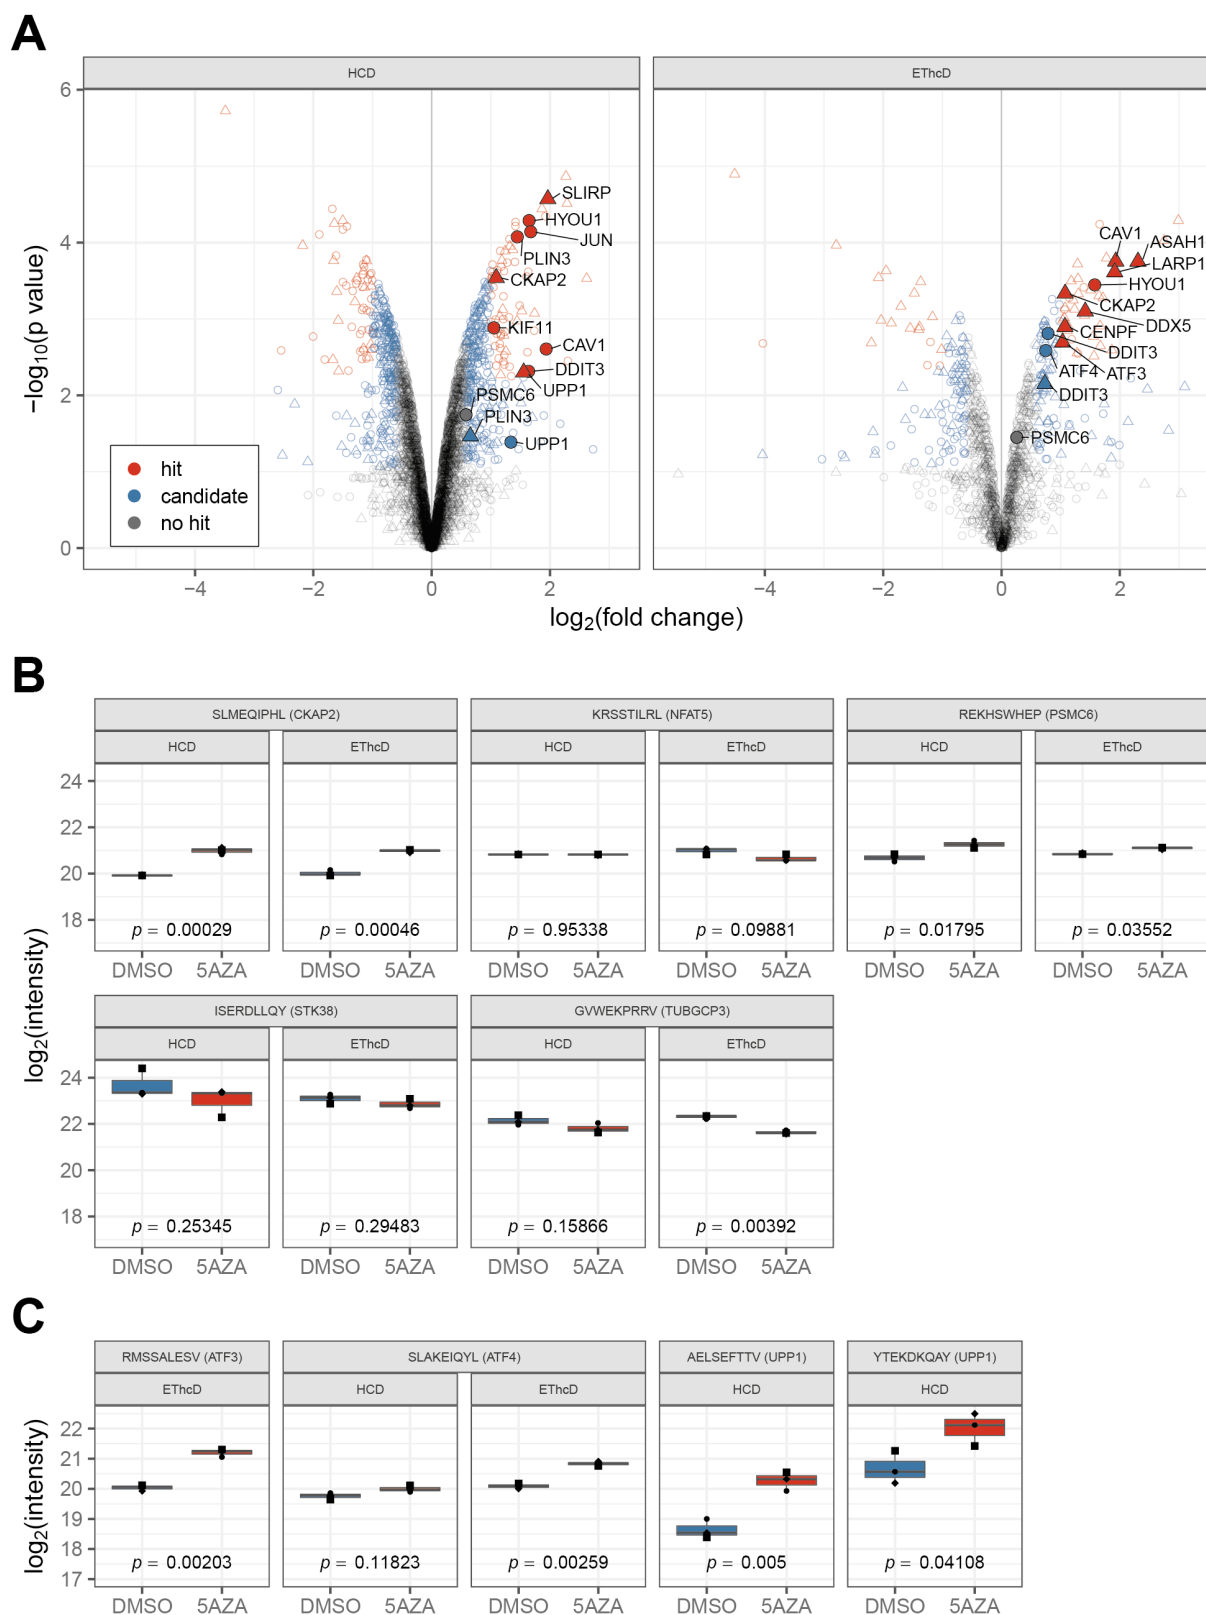 A
HCD
EThcD
6
4
2
0
−log10(p value)
SLIRP
HYOU1
JUN
PLIN3
CKAP2
KIF11
CAV1
DDIT3
UPP1
PSMC6
PLIN3
UPP1
hit
candidate
no hit
CAV1
ASAH1
LARP1
HYOU1
CKAP2
DDX5
CENPF
DDIT3
ATF4
ATF3
DDIT3
PSMC6
−4 −2 0 2 −4 −2 0 2
log2(fold change)
B
SLMEQIPHL (CKAP2) KRSSTILRL (NFAT5) REKHSWHEP (PSMC6)
HCD EThcD HCD EThcD HCD EThcD
24
22
20
18
p = 0.00029 p = 0.00046 p = 0.95338 p = 0.09881 p = 0.01795 p = 0.03552
DMSO 5AZA DMSO 5AZA DMSO 5AZA DMSO 5AZA DMSO 5AZA DMSO 5AZA
log2(intensity)
ISERDLLQY (STK38) GVWEKPRRV (TUBGCP3)
HCD EThcD HCD EThcD
24
22
20
18
p = 0.25345 p = 0.29483 p = 0.15866 p = 0.00392
DMSO 5AZA DMSO 5AZA DMSO 5AZA DMSO 5AZA
C
RMSSALESV (ATF3) SLAKEIQYL (ATF4) AELSEFTTV (UPP1) YTEKDKQAY (UPP1)
EThcD HCD EThcD HCD HCD
log2(intensity)
22
21
20
19
18
17
p = 0.00203 p = 0.11823 p = 0.00259 p = 0.005 p = 0.04108
DMSO 5AZA DMSO 5AZA DMSO 5AZA DMSO 5AZA DMSO 5AZA